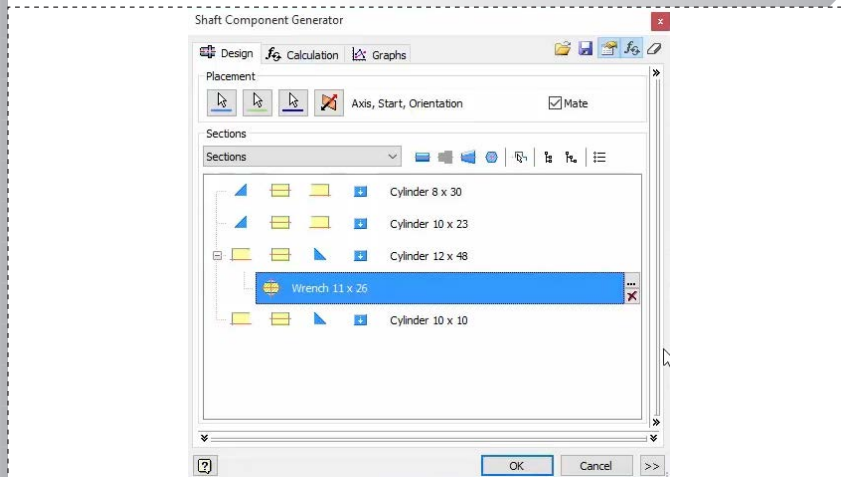 Shaft Component Generator
x
Design
Calculation
Graphs
Placement
Axis, Start, Orientation
Mate
Sections
Sections
Cylinder 8 x 30
Cylinder 10 x 23
Cylinder 12 x 48
Wrench 11 x 26
...
Cylinder 10 x 10
?
OK
Cancel
>>